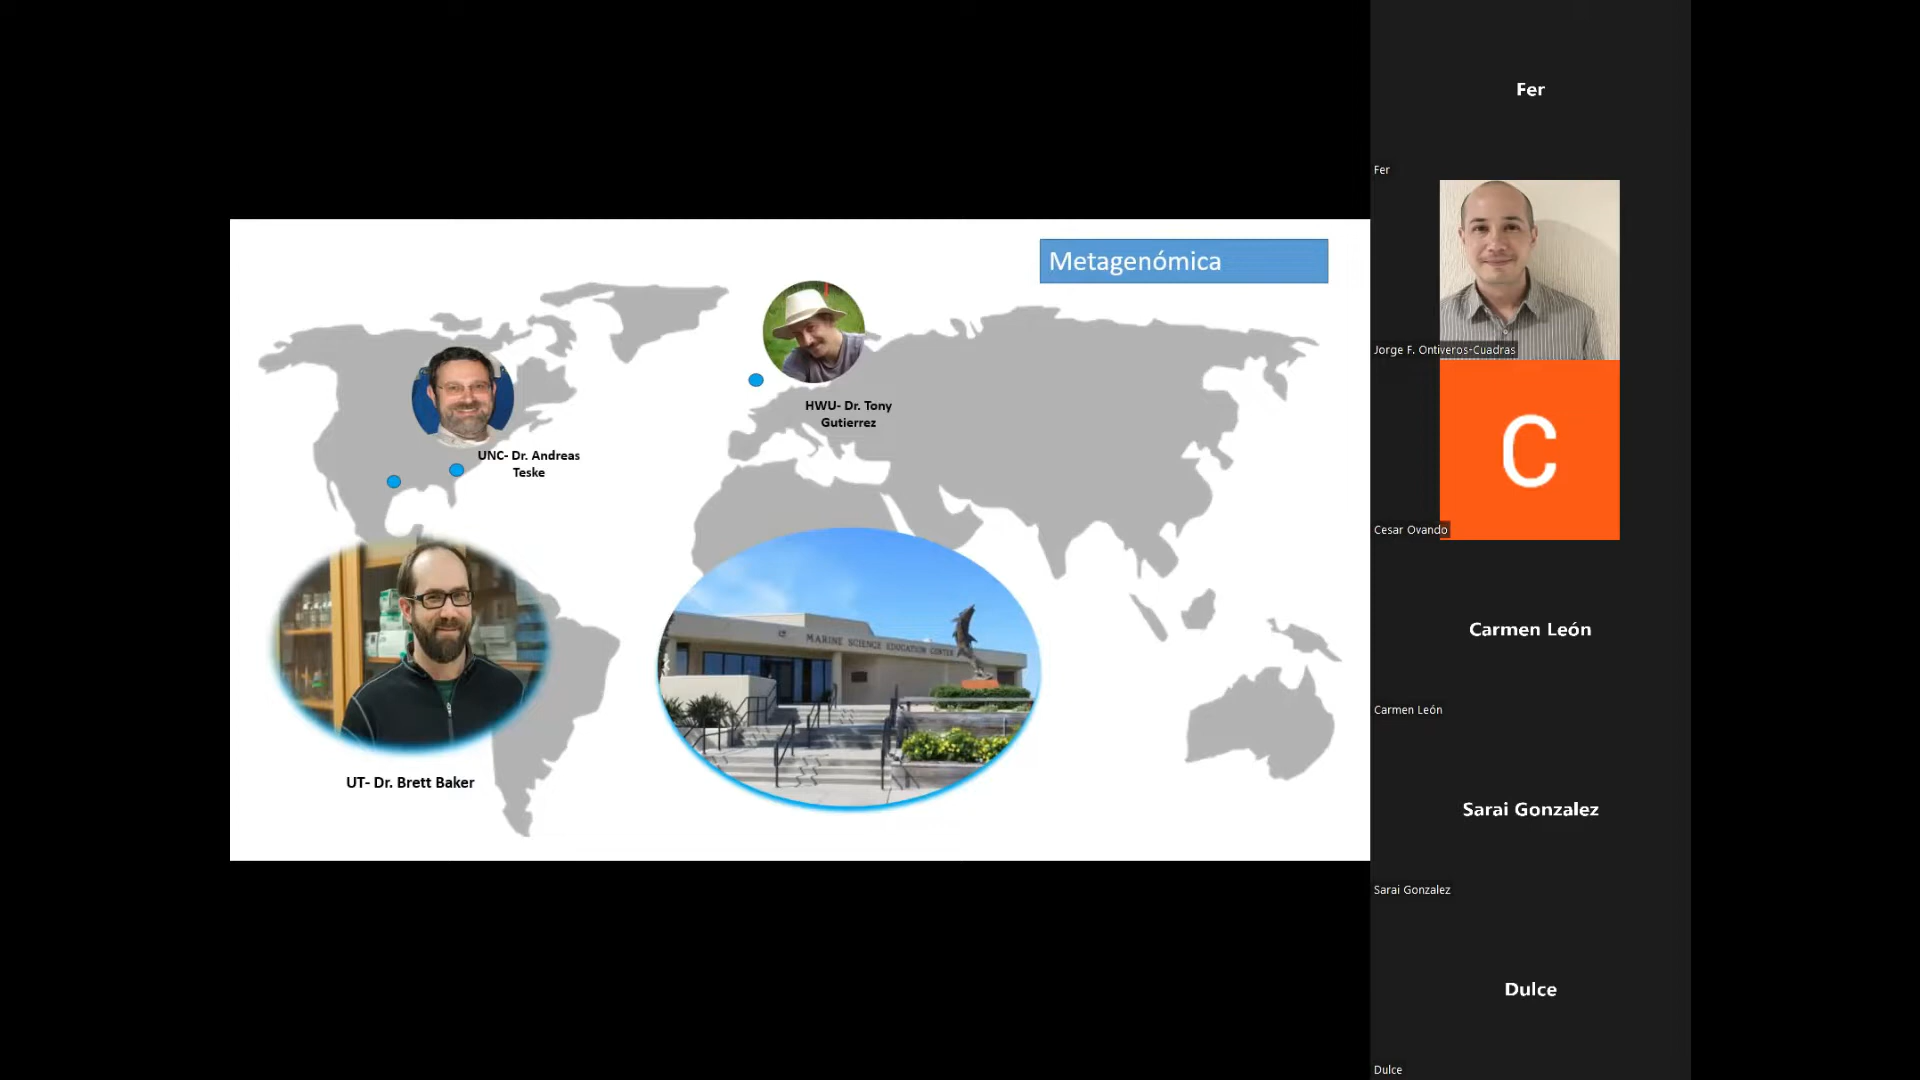 Metagenómica
HWU- Dr. Tony
Gutierrez
UNC- Dr. Andreas
Teske
MARINE SCIENCE EDUCATION CENTER
UT- Dr. Brett Baker
Fer
Fer
Jorge F. Ontiveros-Cuadras
C
Cesar Ovando
Carmen León
Carmen León
Sarai Gonzalez
Sarai Gonzalez
Dulce
Dulce